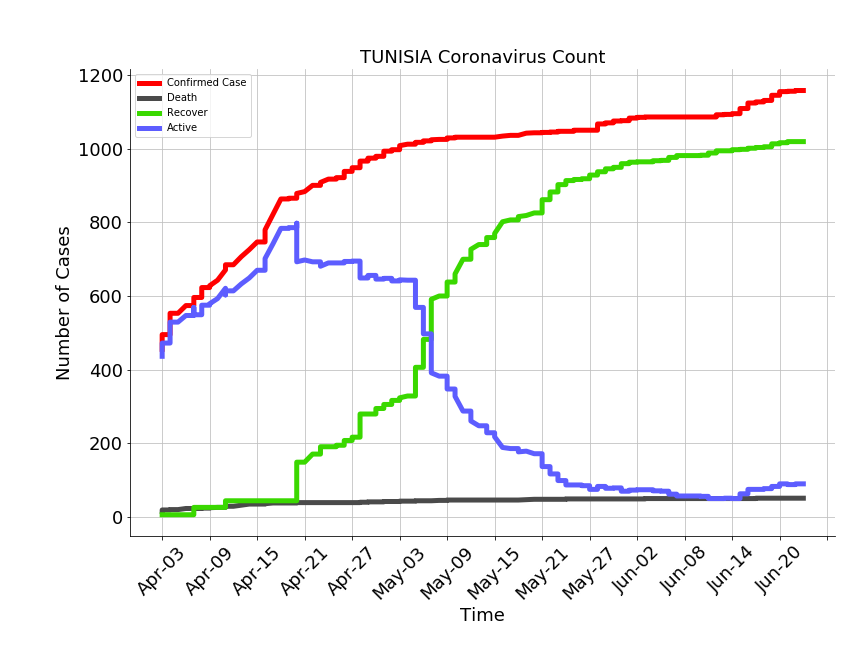 TUNISIA Coronavirus Count
Confirmed Case
Death
Recover
Active
1200
1000
800
600
400
200
0
Number of Cases
Apr-03
Apr-09
Apr-15
Apr-21
Apr-27
May-03
May-09
May-15
May-21
May-27
Jun-02
Jun-08
Jun-14
Jun-20
Time